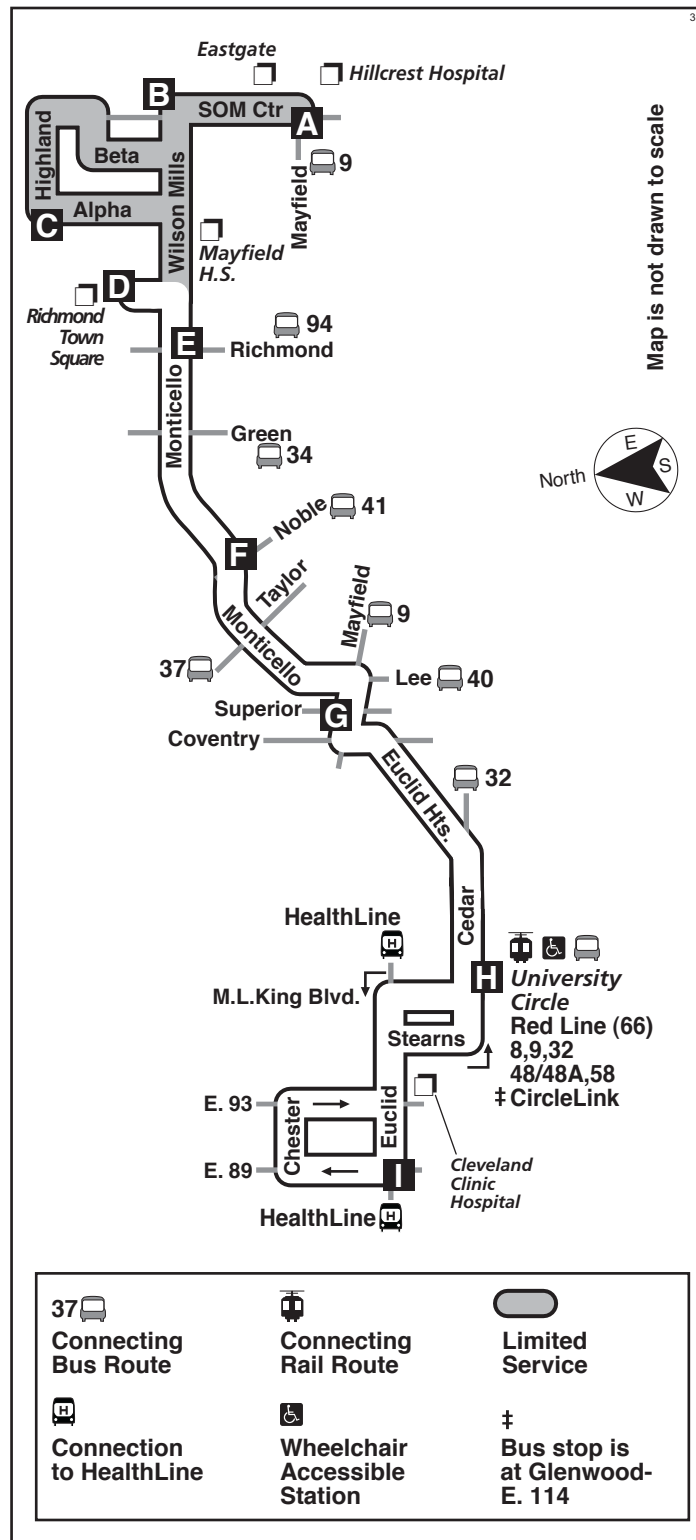 3
Eastgate
Hillcrest Hospital
B
SOM Ctr
A
Highland
Beta
9
Mayfield
Alpha
C
Wilson Mills
Mayfield
H.S.
D
Richmond
Town
Square
94
E
Richmond
Map is not drawn to scale
Monticello
Green
34
North
E
S
W
Noble
41
F
Taylor
Mayfield
9
Monticello
37
Lee
40
Superior
G
Coventry
Euclid Hts.
32
Cedar
HealthLine
H
H
University
Circle
M.L.King Blvd.
Red Line (66)
Stearns
8,9,32
48/48A,58
‡ CircleLink
E. 93
Chester
Euclid
E. 89
I
Cleveland
Clinic
Hospital
HealthLine
H
37
Connecting
Bus Route
Connecting
Rail Route
Limited
Service
H
Connection
to HealthLine
Wheelchair
Accessible
Station
‡
Bus stop is
at Glenwood-
E. 114